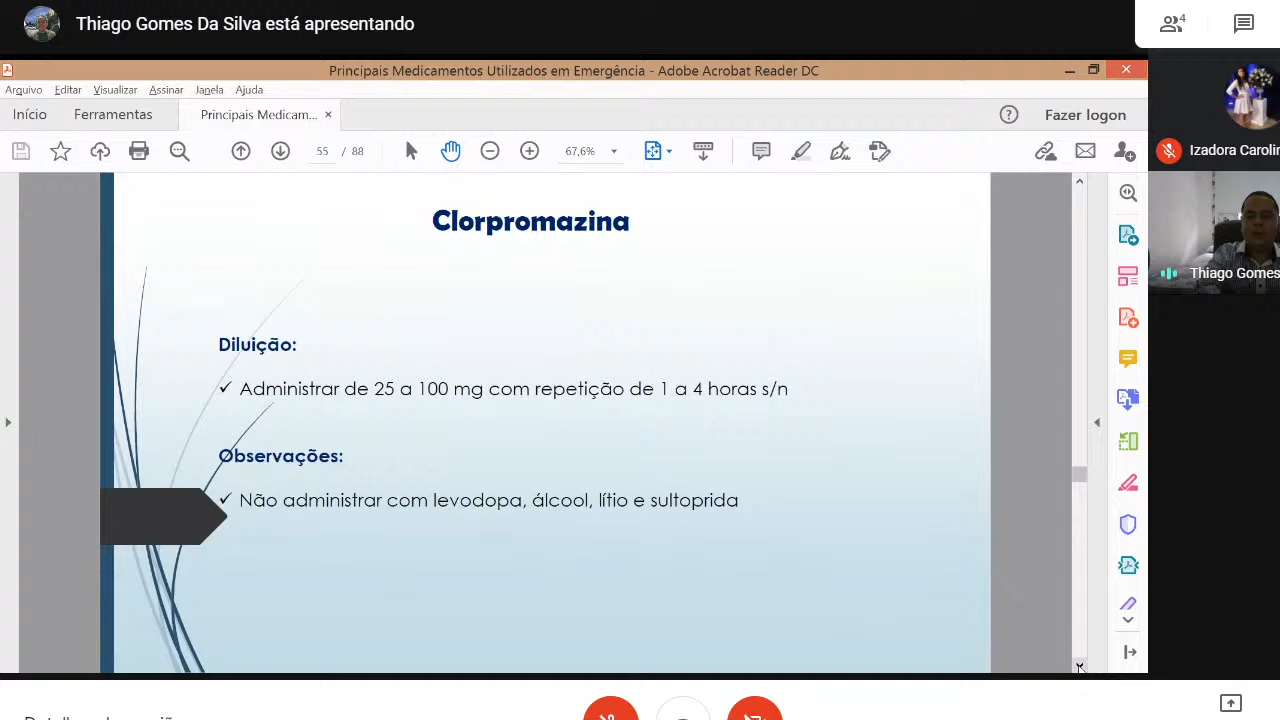 Thiago Gomes Da Silva está apresentando
4
Principais Medicamentos Utilizados em Emergência - Adobe Acrobat Reader DC
Arquivo Editar Visualizar Assinar Janela Ajuda
Início Ferramentas Principais Medicam... × Fazer logon
55 / 88 67,6%
Izadora Carolin
Clorpromazina
Thiago Gomes
Diluição:
✓ Administrar de 25 a 100 mg com repetição de 1 a 4 horas s/n
Observações:
✓ Não administrar com levodopa, álcool, lítio e sultoprida